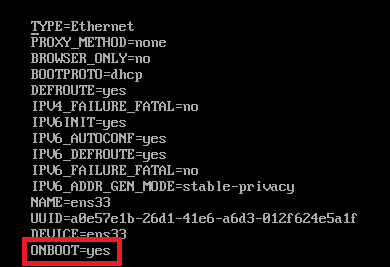 TYPE=Ethernet
PROXY_METHOD=none
BROWSER_ONLY=no
BOOTPROTO=dhcp
DEFROUTE=yes
IPV4_FAILURE_FATAL=no
IPV6INIT=yes
IPV6_AUTOCONF=yes
IPV6_DEFROUTE=yes
IPV6_FAILURE_FATAL=no
IPV6_ADDR_GEN_MODE=stable-privacy
NAME=ens33
UUID=a0e57e1b-26d1-41e6-a6d3-012f624e5a1f
DEVICE=ens33
ONBOOT=yes